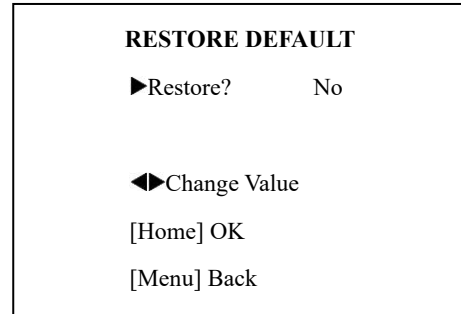 RESTORE DEFAULT
▶Restore? No
◀▶Change Value
[Home] OK
[Menu] Back